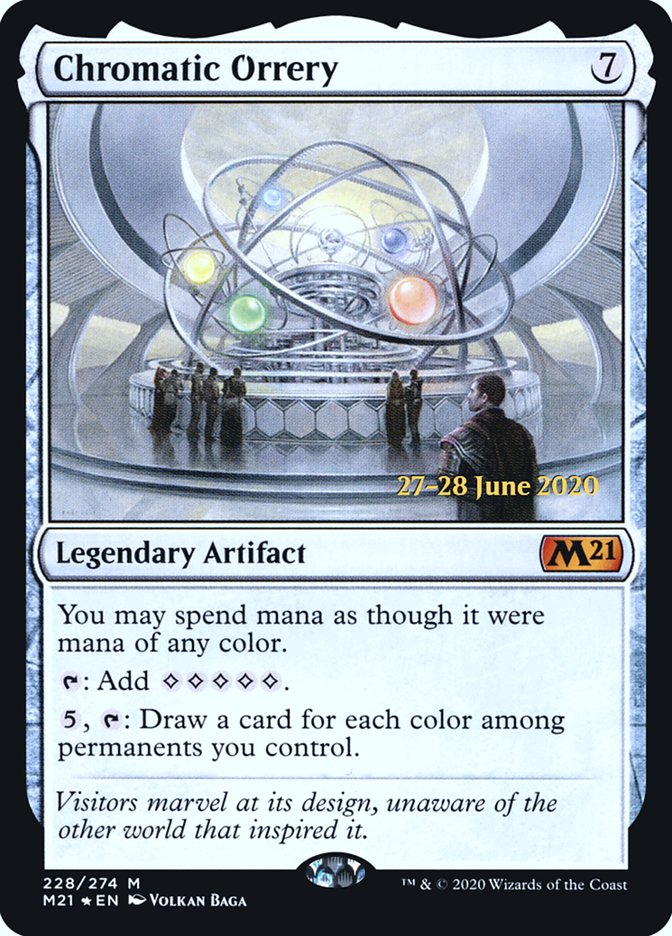 Chromatic Orrery 7
27–28 June 2020
Legendary Artifact M21
You may spend mana as though it were
mana of any color.
: Add .
5, : Draw a card for each color among
permanents you control.
Visitors marvel at its design, unaware of the
other world that inspired it.
228/274 M
M21 ★ EN Volkan Baga
™ & © 2020 Wizards of the Coast